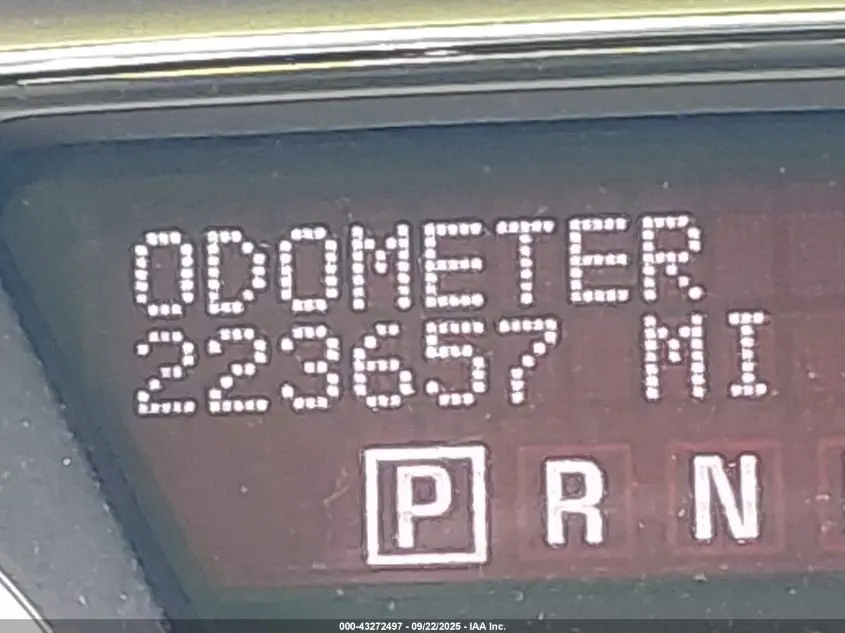 ODOMETER
223657 MI
P R N
000-43272497 - 09/22/2025 - IAA Inc.